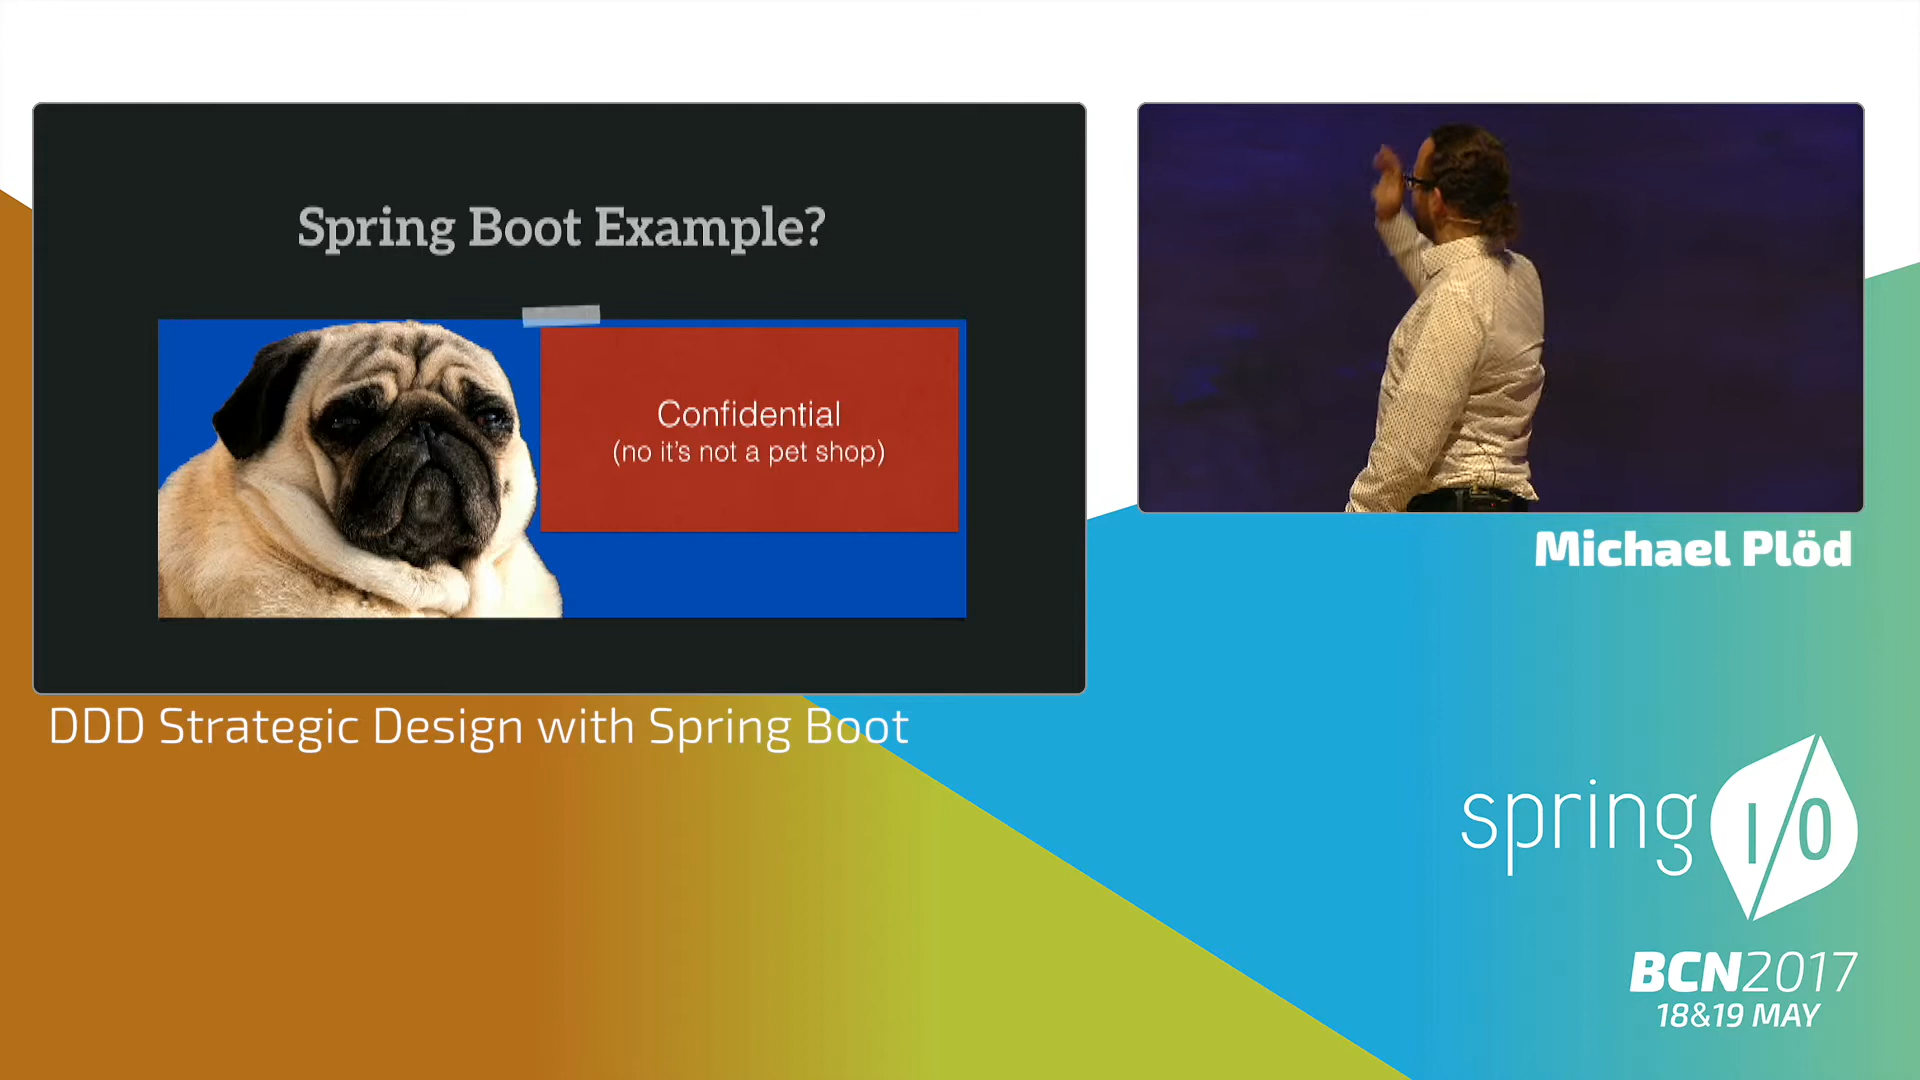 Spring Boot Example?
Confidential
(no it's not a pet shop)
Michael Plöd
DDD Strategic Design with Spring Boot
spring I/O
BCN2017
18&19 MAY